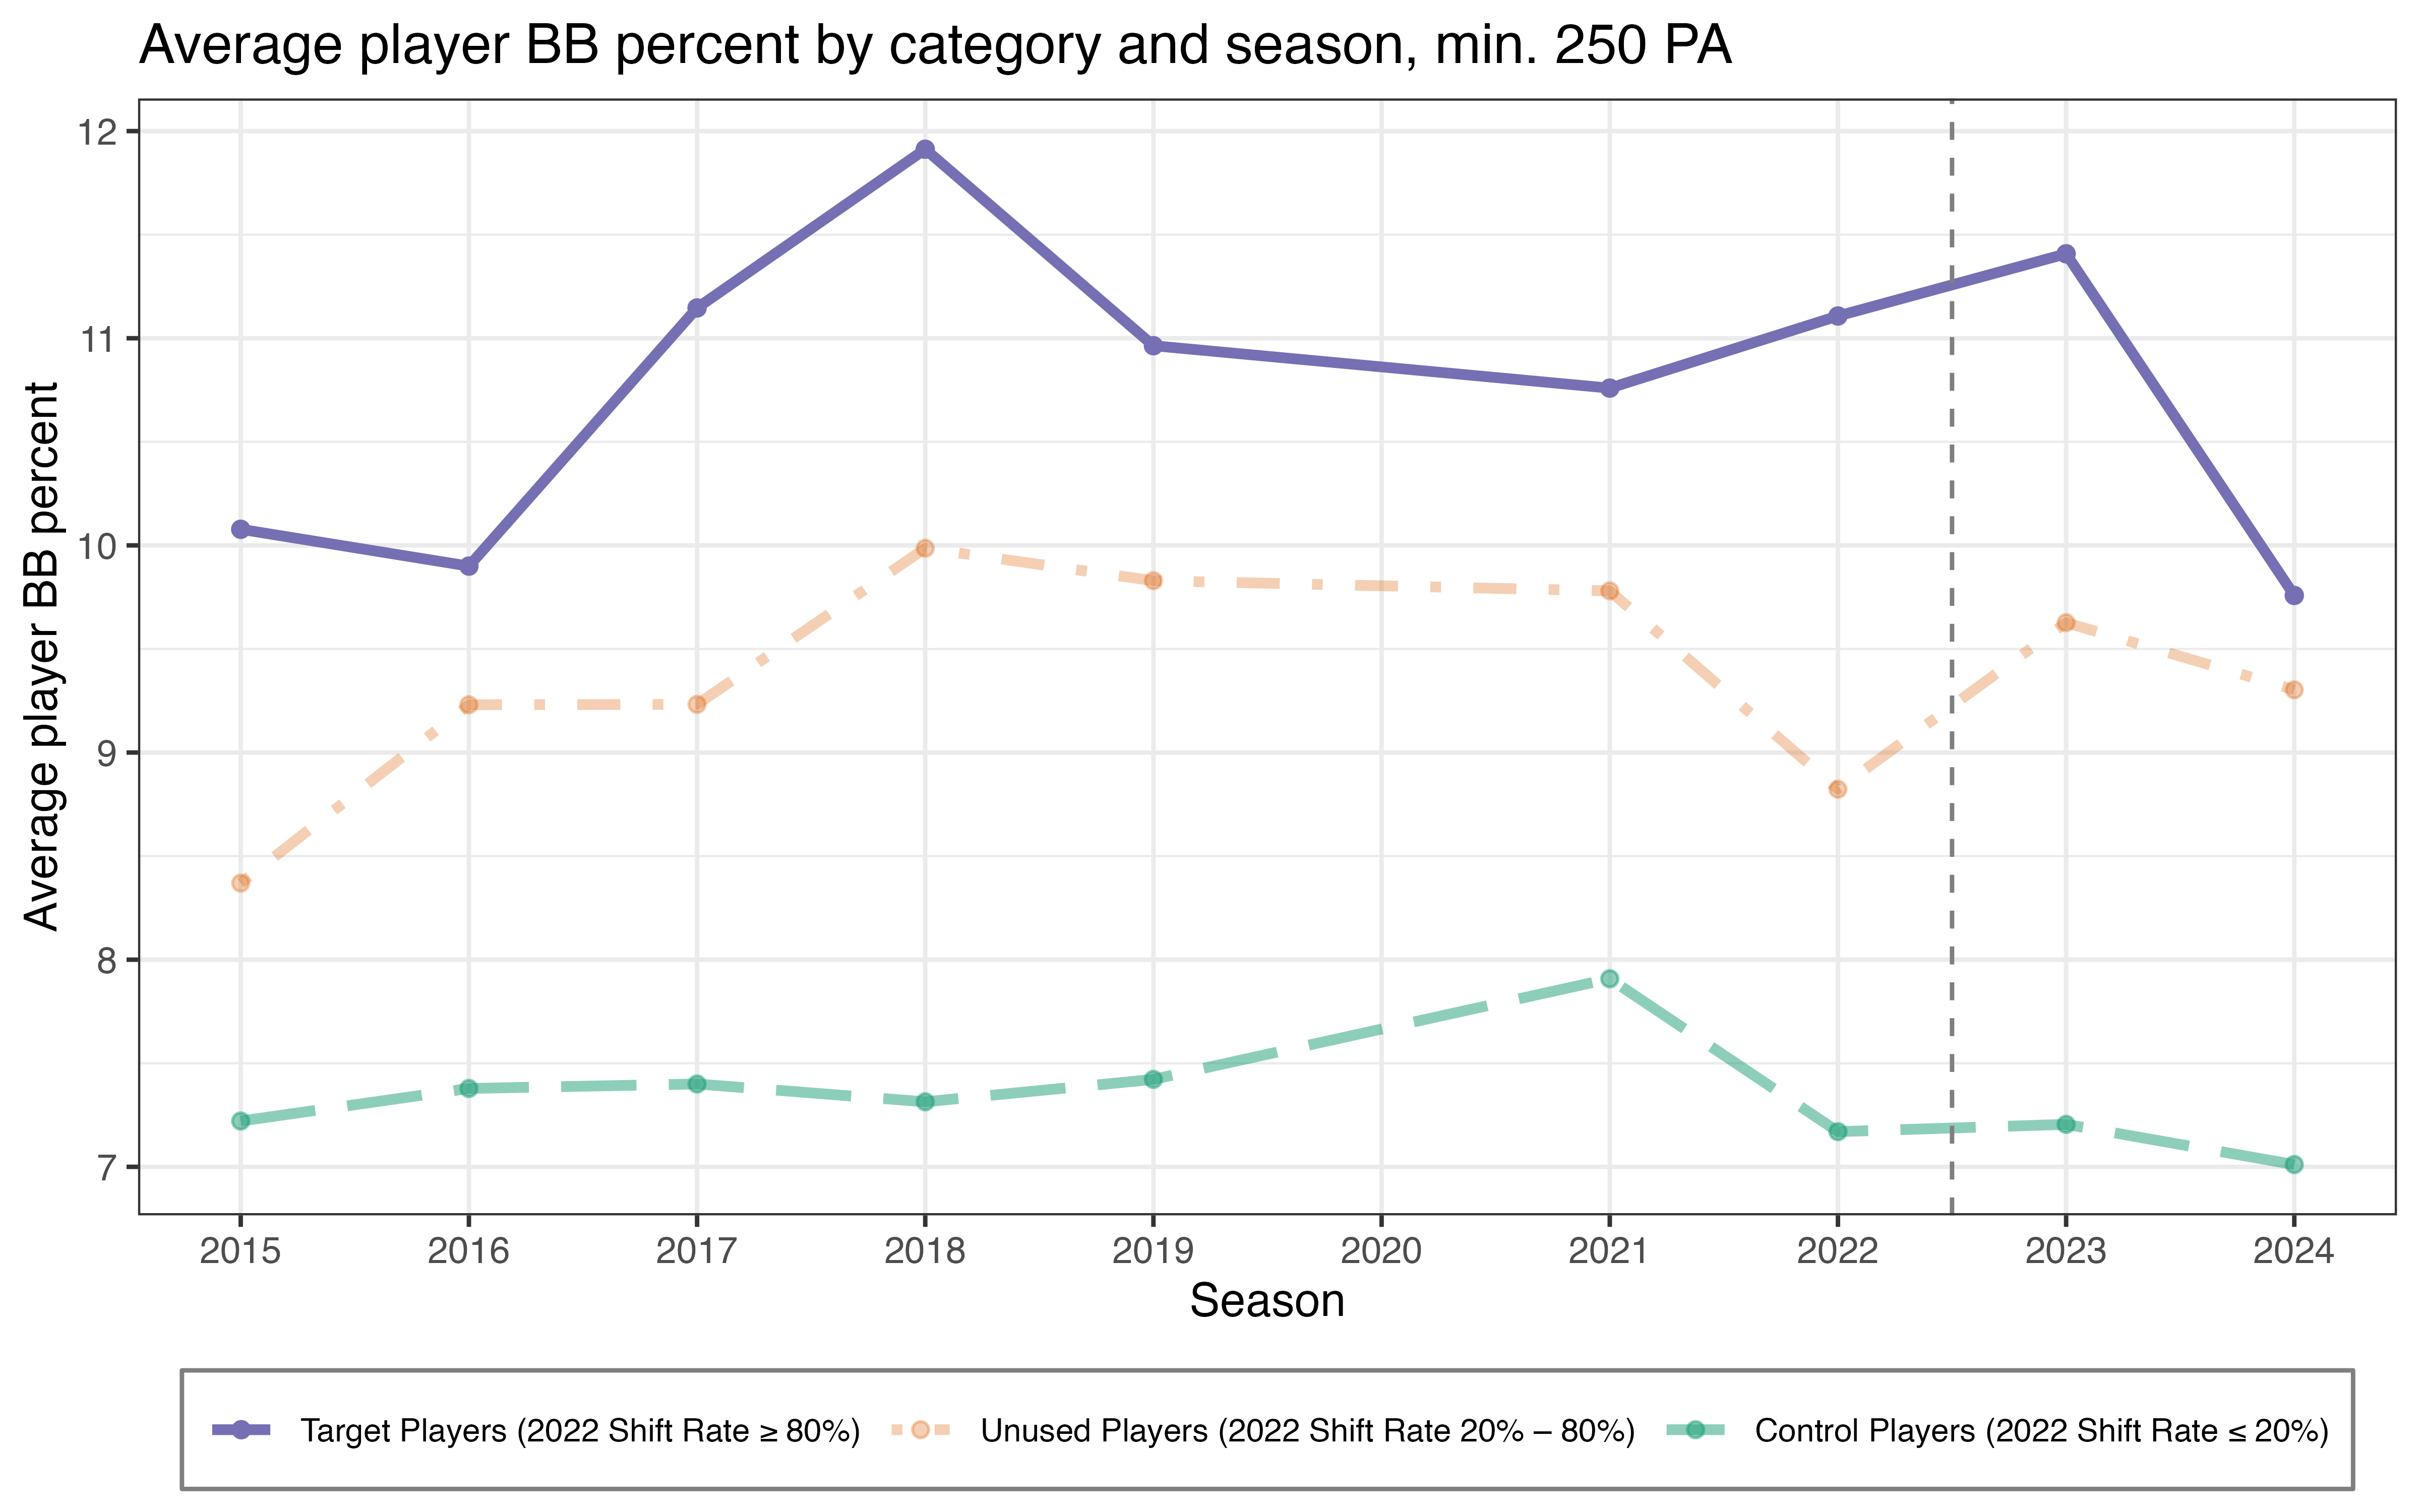 Average player BB percent by category and season, min. 250 PA
Average player BB percent
12
11
10
9
8
7
2015 2016 2017 2018 2019 2020 2021 2022 2023 2024
Season
Target Players (2022 Shift Rate ≥ 80%) Unused Players (2022 Shift Rate 20% – 80%) Control Players (2022 Shift Rate ≤ 20%)